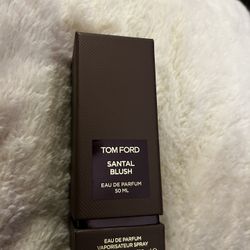 TOM FORD
SANTAL
BLUSH
EAU DE PARFUM
50 ML
EAU DE PARFUM
VAPORISATEUR SPRAY